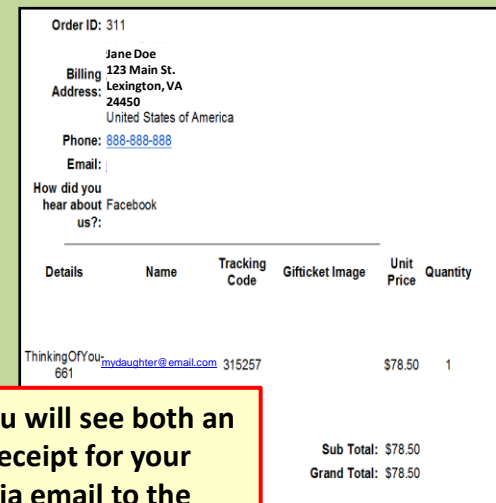 Order ID: 311
Jane Doe
Billing Address: 123 Main St.
Lexington, VA
24450
United States of America
Phone: 888-888-888
Email:
How did you hear about us?: Facebook
Details Name Tracking Code Gifticket Image Unit Price Quantity
ThinkingOfYou-661 mydaughter@email.com 315257 $78.50 1
Sub Total: $78.50
Grand Total: $78.50
u will see both an
eceipt for your
ia email to the